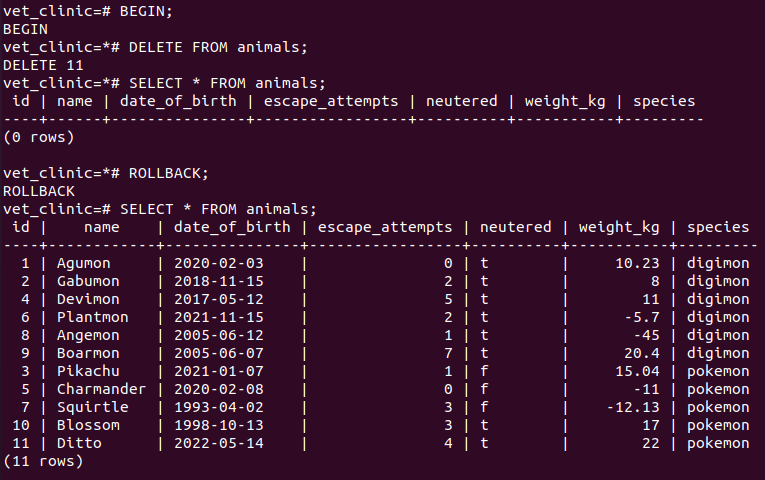 vet_clinic=# BEGIN;
BEGIN
vet_clinic=*# DELETE FROM animals;
DELETE 11
vet_clinic=*# SELECT * FROM animals;
 id | name | date_of_birth | escape_attempts | neutered | weight_kg | species
----+------+---------------+-----------------+----------+-----------+---------
(0 rows)

vet_clinic=*# ROLLBACK;
ROLLBACK
vet_clinic=# SELECT * FROM animals;
 id |    name    | date_of_birth | escape_attempts | neutered | weight_kg | species
----+------------+---------------+-----------------+----------+-----------+---------
  1 | Agumon     | 2020-02-03    |               0 | t        |     10.23 | digimon
  2 | Gabumon    | 2018-11-15    |               2 | t        |         8 | digimon
  4 | Devimon    | 2017-05-12    |               5 | t        |        11 | digimon
  6 | Plantmon   | 2021-11-15    |               2 | t        |      -5.7 | digimon
  8 | Angemon    | 2005-06-12    |               1 | t        |       -45 | digimon
  9 | Boarmon    | 2005-06-07    |               7 | t        |      20.4 | digimon
  3 | Pikachu    | 2021-01-07    |               1 | f        |     15.04 | pokemon
  5 | Charmander | 2020-02-08    |               0 | f        |       -11 | pokemon
  7 | Squirtle   | 1993-04-02    |               3 | f        |    -12.13 | pokemon
 10 | Blossom    | 1998-10-13    |               3 | t        |        17 | pokemon
 11 | Ditto      | 2022-05-14    |               4 | t        |        22 | pokemon
(11 rows)